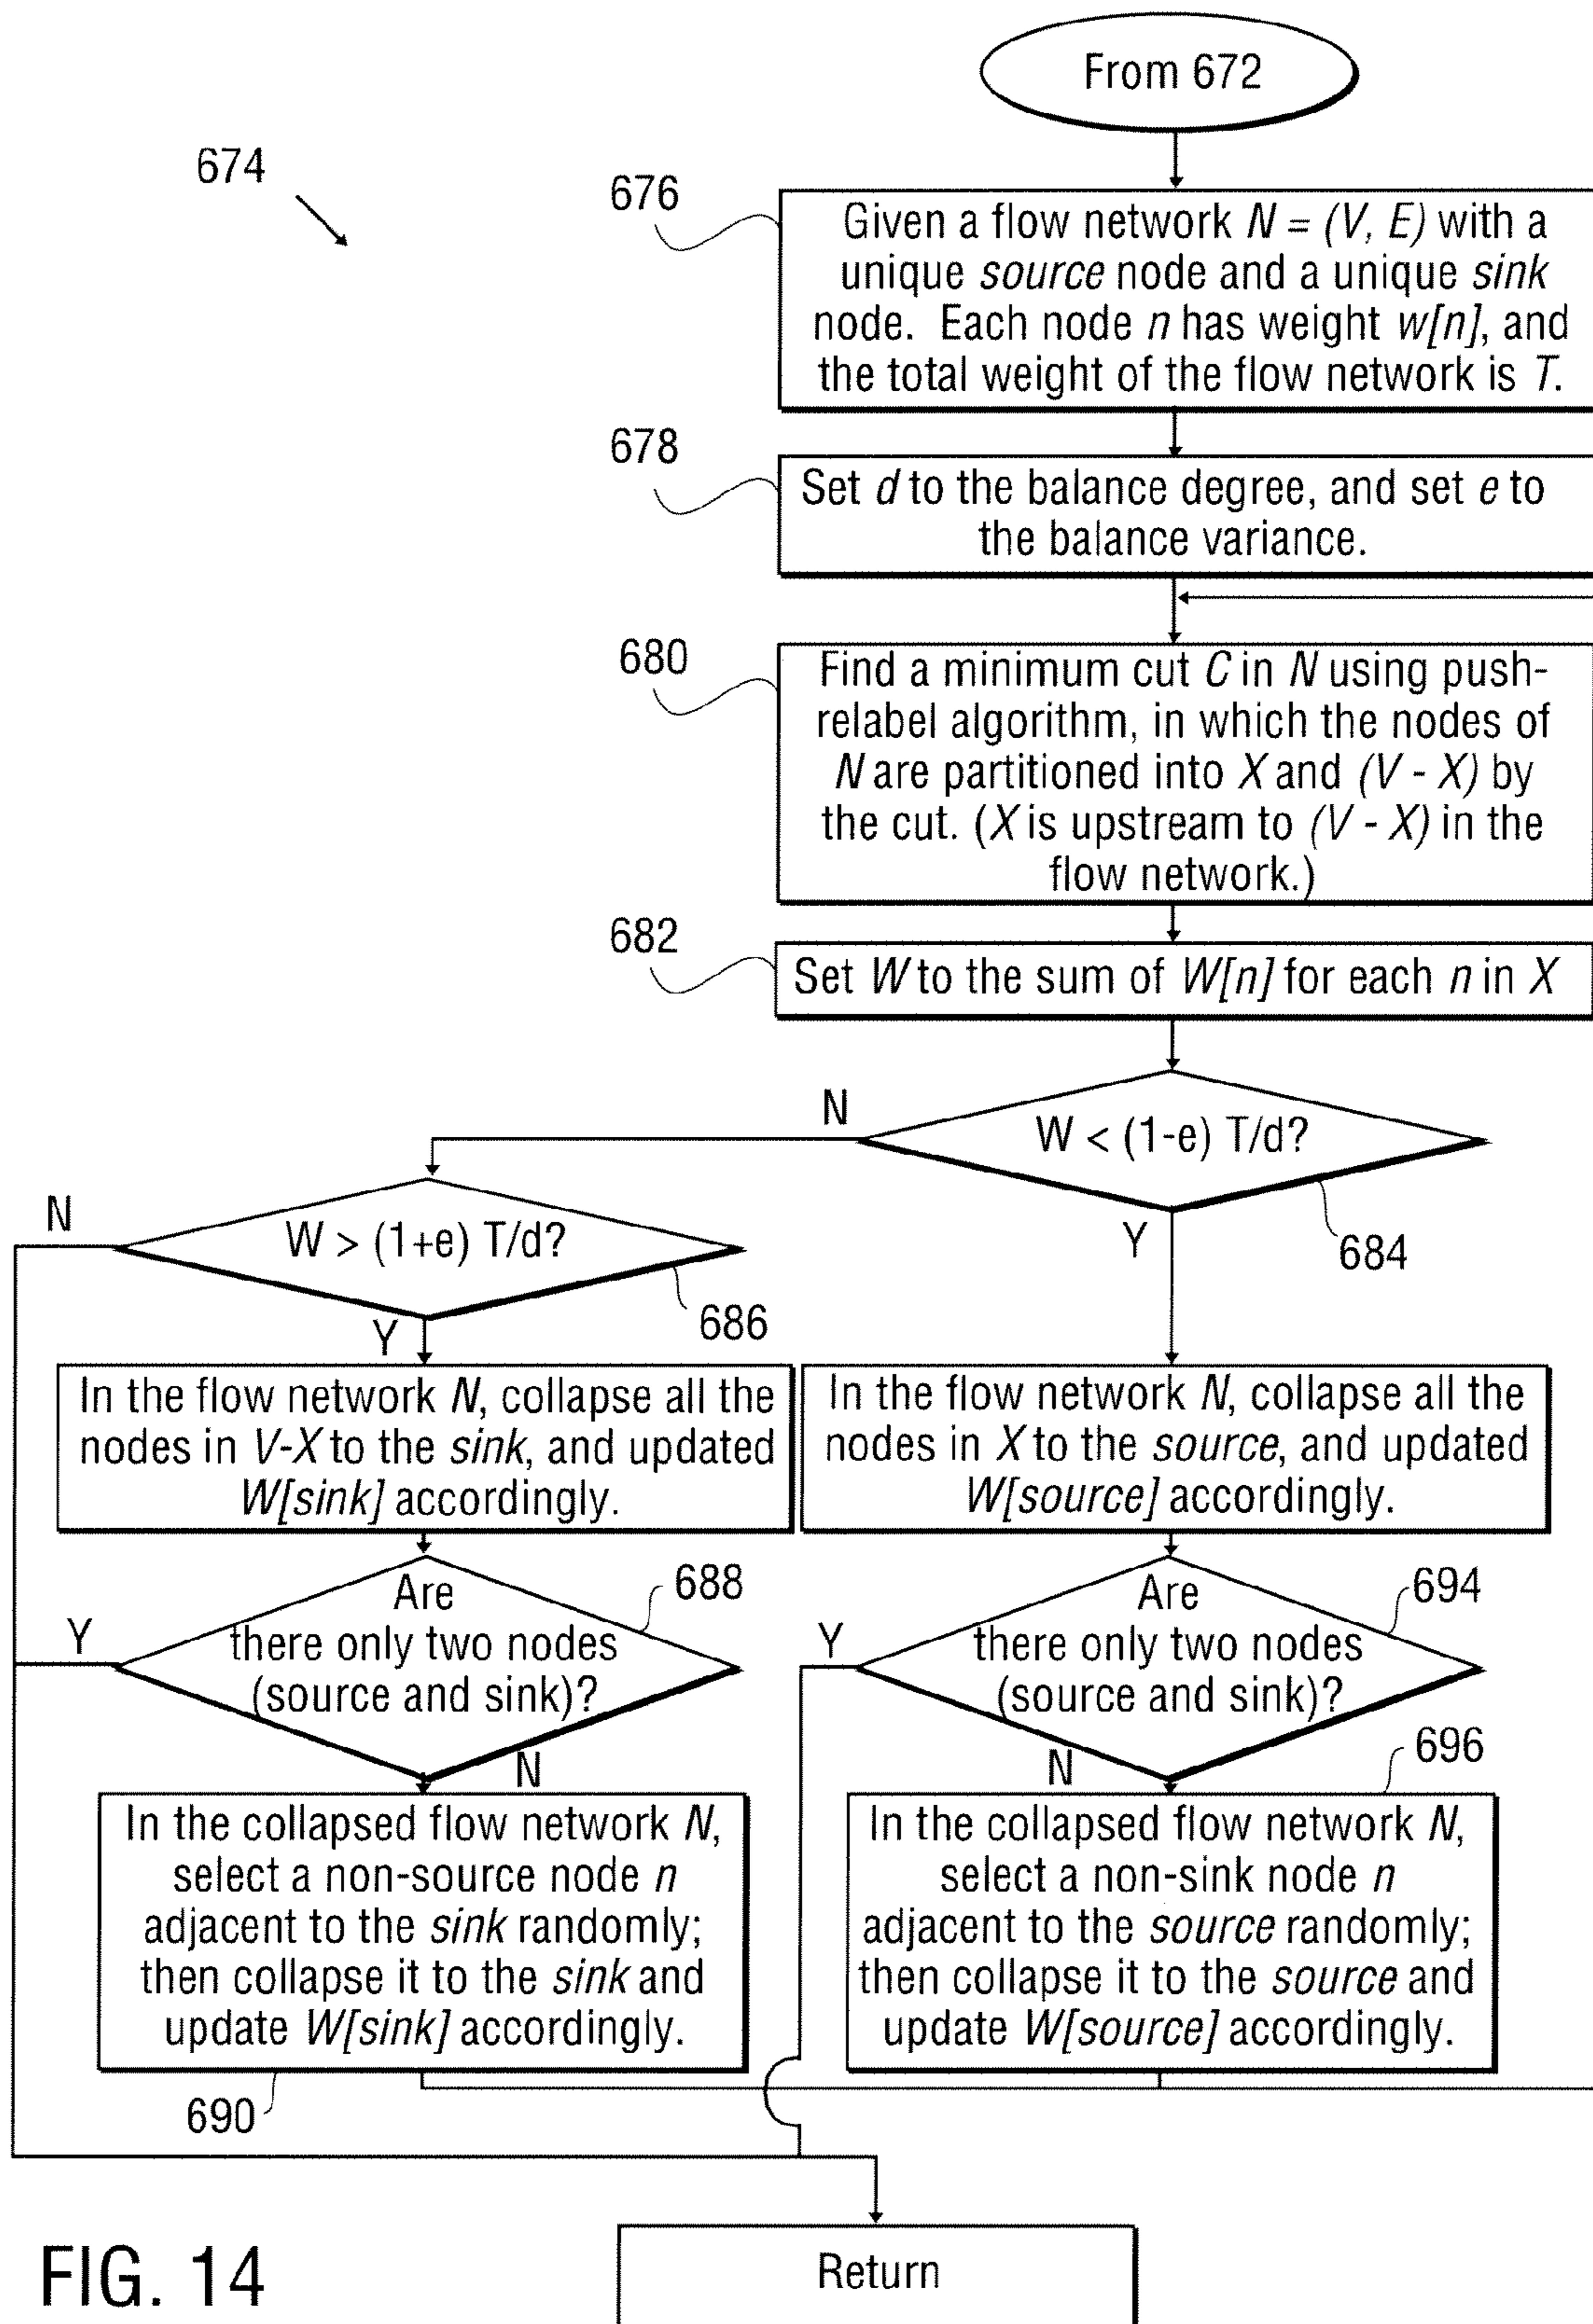 From 672
674
676
Given a flow network N = (V, E) with a
unique source node and a unique sink
node. Each node n has weight w[n], and
the total weight of the flow network is T.
678
Set d to the balance degree, and set e to
the balance variance.
680
Find a minimum cut C in N using push-
relabel algorithm, in which the nodes of
N are partitioned into X and (V - X) by
the cut. (X is upstream to (V - X) in the
flow network.)
682
Set W to the sum of W[n] for each n in X
N
W < (1-e) T/d?
684
Y
N
W > (1+e) T/d?
686
Y
In the flow network N, collapse all the
nodes in V-X to the sink, and updated
W[sink] accordingly.
In the flow network N, collapse all the
nodes in X to the source, and updated
W[source] accordingly.
688
Y
Are
there only two nodes
(source and sink)?
N
694
Y
Are
there only two nodes
(source and sink)?
N
696
In the collapsed flow network N,
select a non-source node n
adjacent to the sink randomly;
then collapse it to the sink and
update W[sink] accordingly.
690
In the collapsed flow network N,
select a non-sink node n
adjacent to the source randomly;
then collapse it to the source and
update W[source] accordingly.
Return
FIG. 14